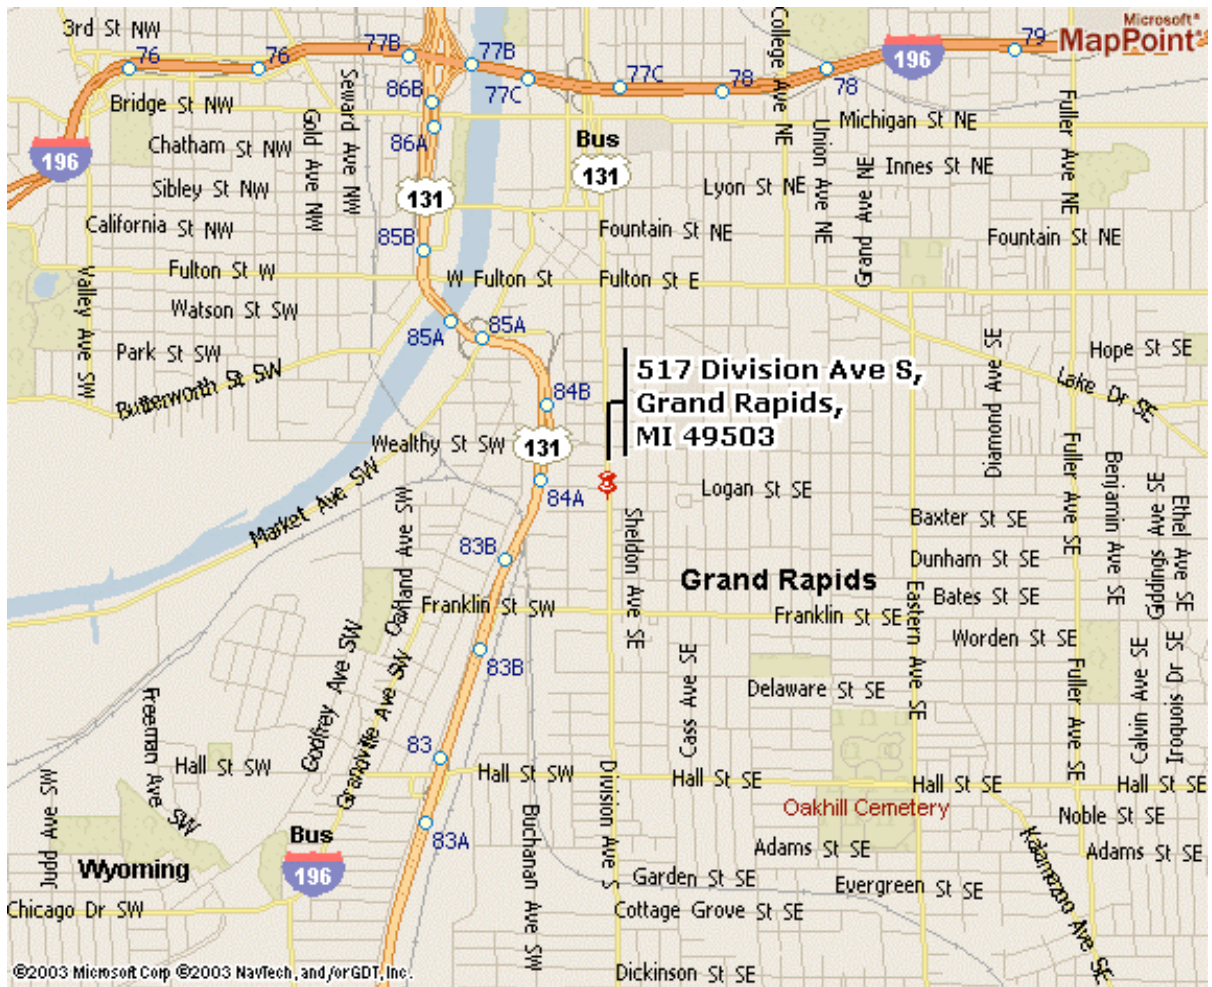 3rd St NW
Microsoft®
MapPoint®
76
76
77B
77B
77C
77C
78
78
79
196
College Ave NE
Bridge St NW
Seward Ave NW
Gold Ave NW
86B
86A
Michigan St NE
Fuller Ave NE
Bus
131
196
Chatham St NW
Union Ave NE
Grand Ave NE
Innes St NE
Sibley St NW
131
Lyon St NE
California St NW
85B
Fountain St NE
Fountain St NE
Fulton St W
W Fulton St
Fulton St E
Valley Ave SW
Watson St SW
85A
85A
Park St SW
Butterworth St SW
Diamond Ave SE
Hope St SE
Lake Dr SE
517 Division Ave S,
Grand Rapids,
MI 49503
84B
Wealthy St SW
131
Market Ave SW
84A
Logan St SE
Fuller Ave SE
Benjamin Ave SE
Giddings Ave SE
Ethel Ave SE
Oakland Ave SW
Sheldon Ave SE
Baxter St SE
83B
Dunham St SE
Grand Rapids
Eastern Ave SE
Bates St SE
Franklin St SW
Franklin St SE
Worden St SE
83B
Godfrey Ave SW
Grandville Ave SW
Cass Ave SE
Delaware St SE
Fuller Ave SE
Calvin Ave SE
Iroquois Dr SE
Freeman Ave SW
83
Hall St SW
Hall St SW
Hall St SE
Hall St SE
Hall St SE
Judd Ave SW
Division Ave S
Oakhill Cemetery
Noble St SE
Bus
83A
Buchanan Ave SW
Adams St SE
Kalamazoo Ave SE
Adams St SE
Wyoming
196
Garden St SE
Evergreen St SE
Chicago Dr SW
Cottage Grove St SE
Dickinson St SE
©2003 Microsoft Corp ©2003 NavTech, and/or GDT, Inc.